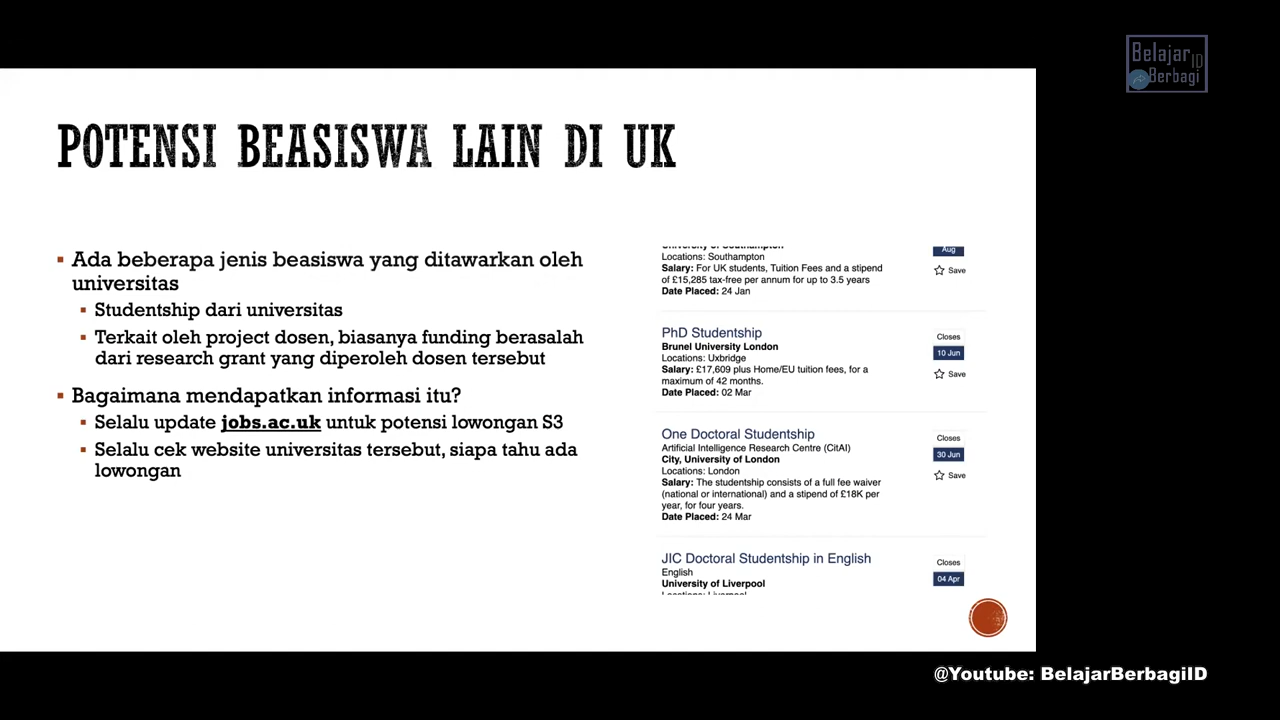 Belajar ID
Berbagi
POTENSI BEASISWA LAIN DI UK
▪ Ada beberapa jenis beasiswa yang ditawarkan oleh
universitas
▪ Studentship dari universitas
▪ Terkait oleh project dosen, biasanya funding berasalah
dari research grant yang diperoleh dosen tersebut
▪ Bagaimana mendapatkan informasi itu?
▪ Selalu update jobs.ac.uk untuk potensi lowongan S3
▪ Selalu cek website universitas tersebut, siapa tahu ada
lowongan
University of Southampton
Locations: Southampton
Salary: For UK students, Tuition Fees and a stipend
of £15,285 tax-free per annum for up to 3.5 years
Date Placed: 24 Jan
Aug
Save
PhD Studentship
Brunel University London
Locations: Uxbridge
Salary: £17,609 plus Home/EU tuition fees, for a
maximum of 42 months.
Date Placed: 02 Mar
Closes
10 Jun
Save
One Doctoral Studentship
Artificial Intelligence Research Centre (CitAI)
City, University of London
Locations: London
Salary: The studentship consists of a full fee waiver
(national or international) and a stipend of £18K per
year, for four years.
Date Placed: 24 Mar
Closes
30 Jun
Save
JIC Doctoral Studentship in English
English
University of Liverpool
Locations: Liverpool
Closes
04 Apr
@Youtube: BelajarBerbagiID